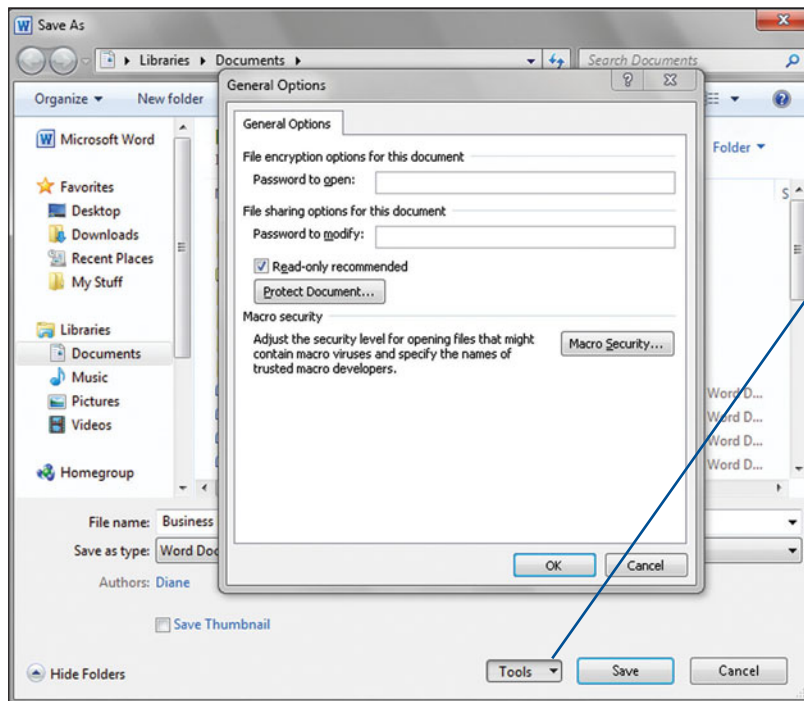 Save As
Libraries
Documents
Search Documents
Organize
New folder
General Options
General Options
Microsoft Word
Folder
File encryption options for this document
Password to open:
Favorites
Desktop
File sharing options for this document
Downloads
Password to modify:
Recent Places
Read-only recommended
My Stuff
Protect Document...
Macro security
Libraries
Adjust the security level for opening files that might
contain macro viruses and specify the names of
trusted macro developers.
Macro Security...
Documents
Music
Pictures
Word D...
Videos
Word D...
Word D...
Homegroup
Word D...
File name: Business
Save as type: Word Doc
OK
Cancel
Authors: Diane
Save Thumbnail
Hide Folders
Tools
Save
Cancel